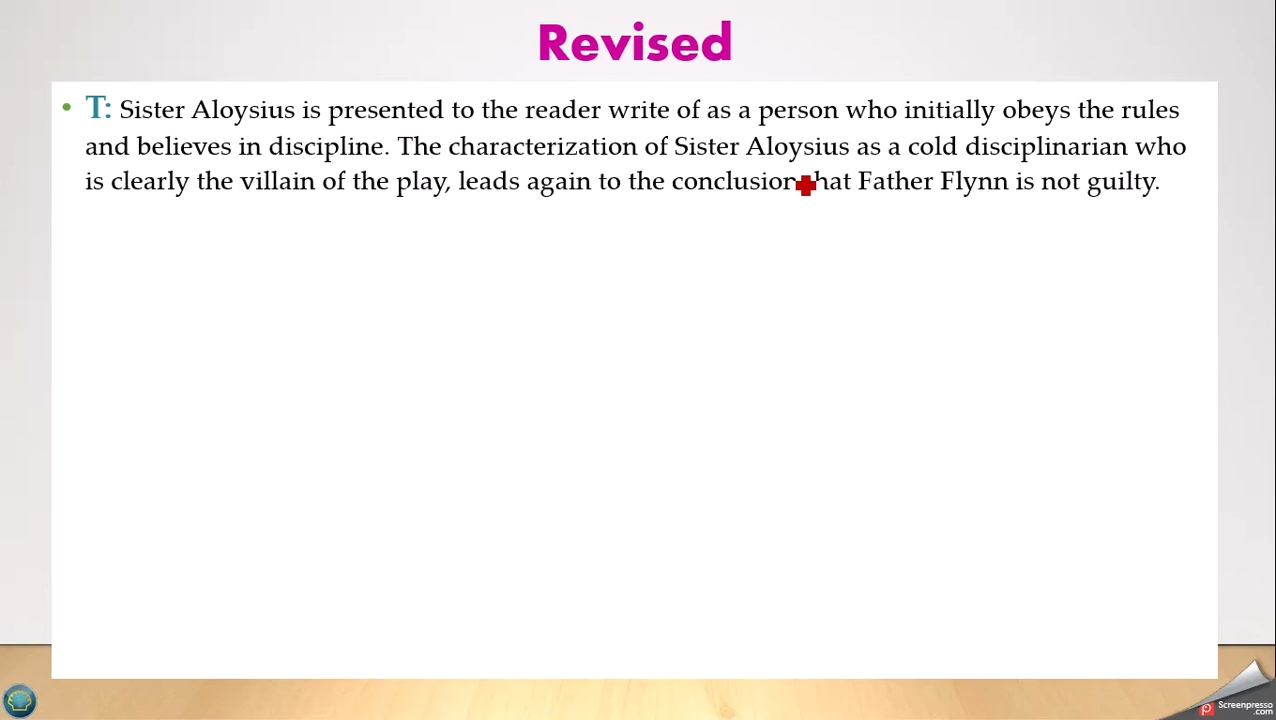 Revised
• T: Sister Aloysius is presented to the reader write of as a person who initially obeys the rules
and believes in discipline. The characterization of Sister Aloysius as a cold disciplinarian who
is clearly the villain of the play, leads again to the conclusion that Father Flynn is not guilty.
Screenpresso
.com